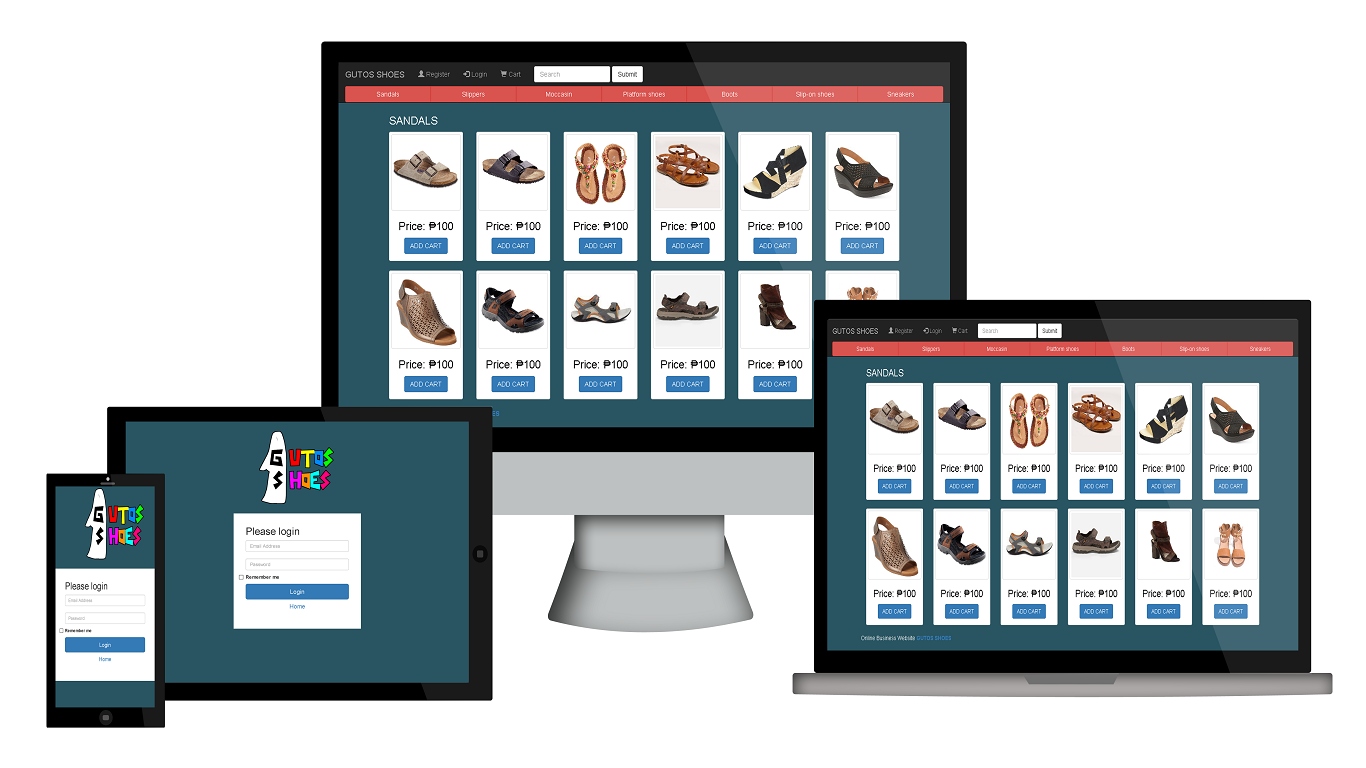 GUTOS SHOES Register Login Cart Search Submit
Sandals Slippers Moccasin Platform shoes Boots Slip-on shoes Sneakers
SANDALS
Price: ₱100 Price: ₱100 Price: ₱100 Price: ₱100 Price: ₱100 Price: ₱100
ADD CART ADD CART ADD CART ADD CART ADD CART ADD CART
Price: ₱100 Price: ₱100 Price: ₱100 Price: ₱100 Price: ₱100
ADD CART ADD CART ADD CART ADD CART ADD CART
ES
GUTOS SHOES Register Login Cart Search Submit
Sandals Slippers Moccasin Platform shoes Boots Slip-on shoes Sneakers
SANDALS
Price: ₱100 Price: ₱100 Price: ₱100 Price: ₱100 Price: ₱100 Price: ₱100
ADD CART ADD CART ADD CART ADD CART ADD CART ADD CART
Price: ₱100 Price: ₱100 Price: ₱100 Price: ₱100 Price: ₱100 Price: ₱100
ADD CART ADD CART ADD CART ADD CART ADD CART ADD CART
Online Business Website GUTOS SHOES
GUTOS
SHOES
Please login
Email Address
Password
Remember me
Login
Home
GUTOS
SHOES
Please login
Email Address
Password
Remember me
Login
Home